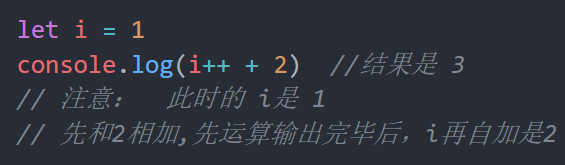 let i = 1
console.log(i++ + 2)  //结果是 3
// 注意：  此时的 i是 1
// 先和2相加,先运算输出完毕后，i再自加是2